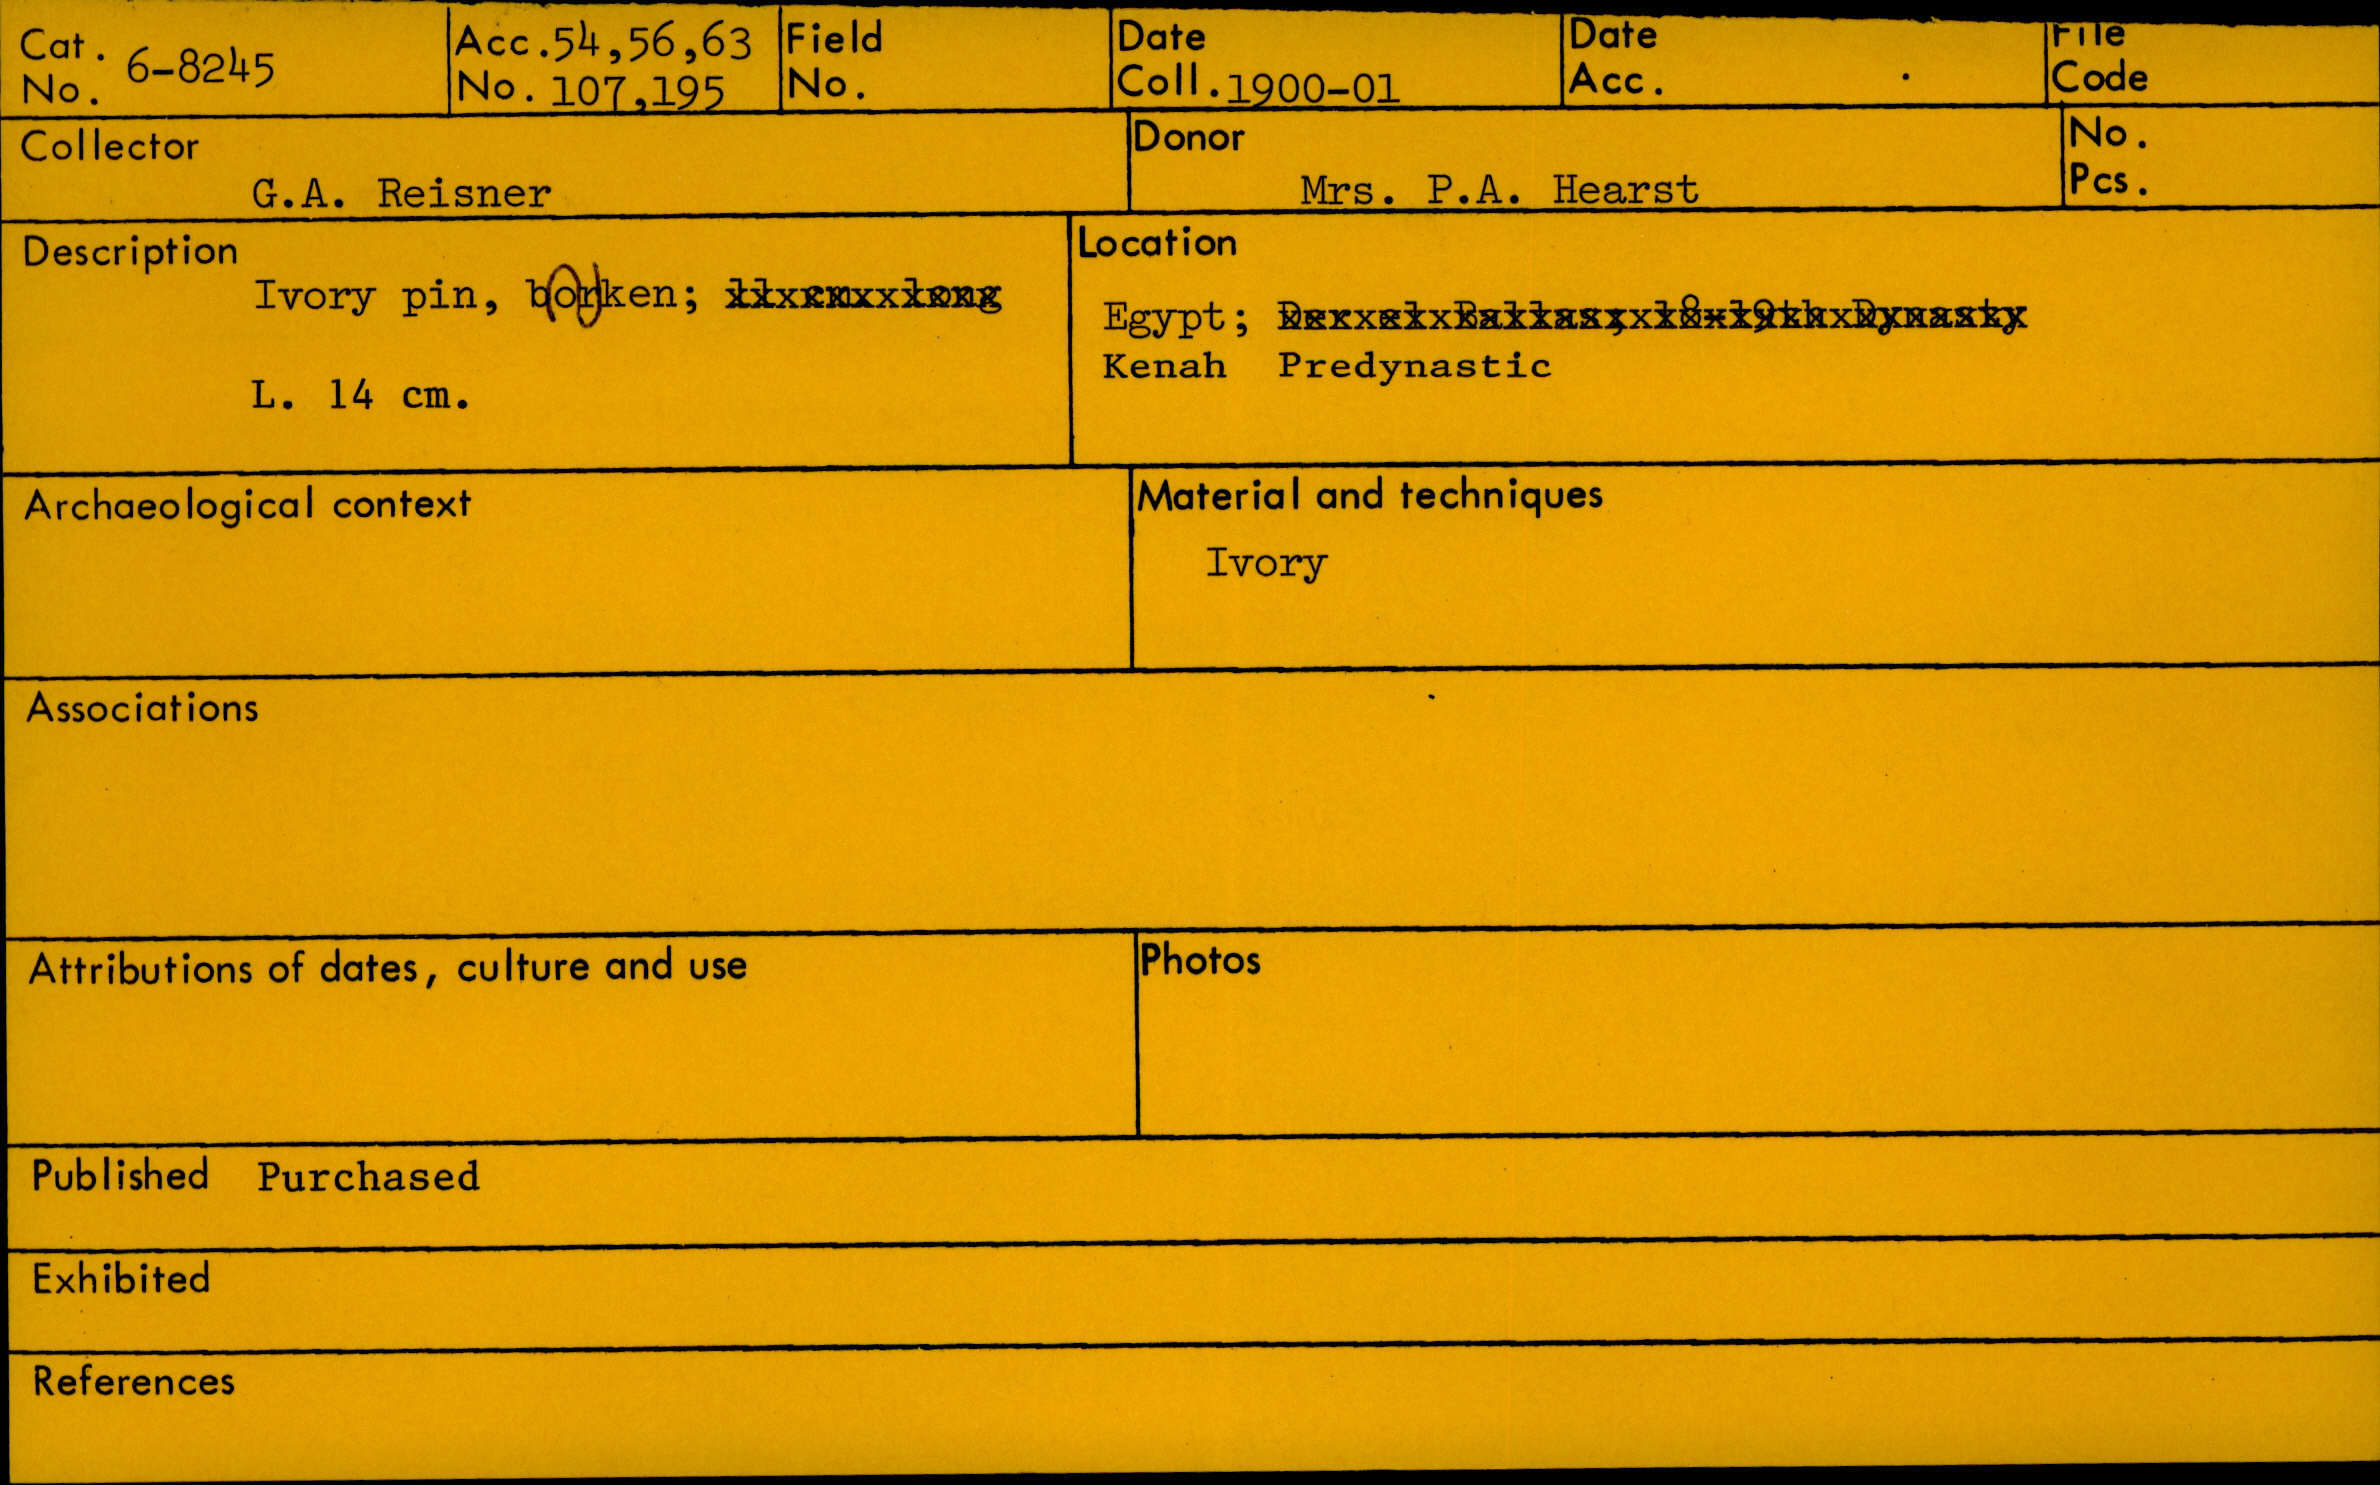 Cat. No. 6-8245
Acc. No. 54,56,63 107,195
Field No.
Date Coll. 1900-01
Date Acc.
File Code
Collector
G.A. Reisner
Donor
Mrs. P.A. Hearst
No. Pcs.
Description
Ivory pin, borken;
L. 14 cm.
Location
Egypt;
Kenah Predynastic
Archaeological context
Material and techniques
Ivory
Associations
Attributions of dates, culture and use
Photos
Published Purchased
Exhibited
References